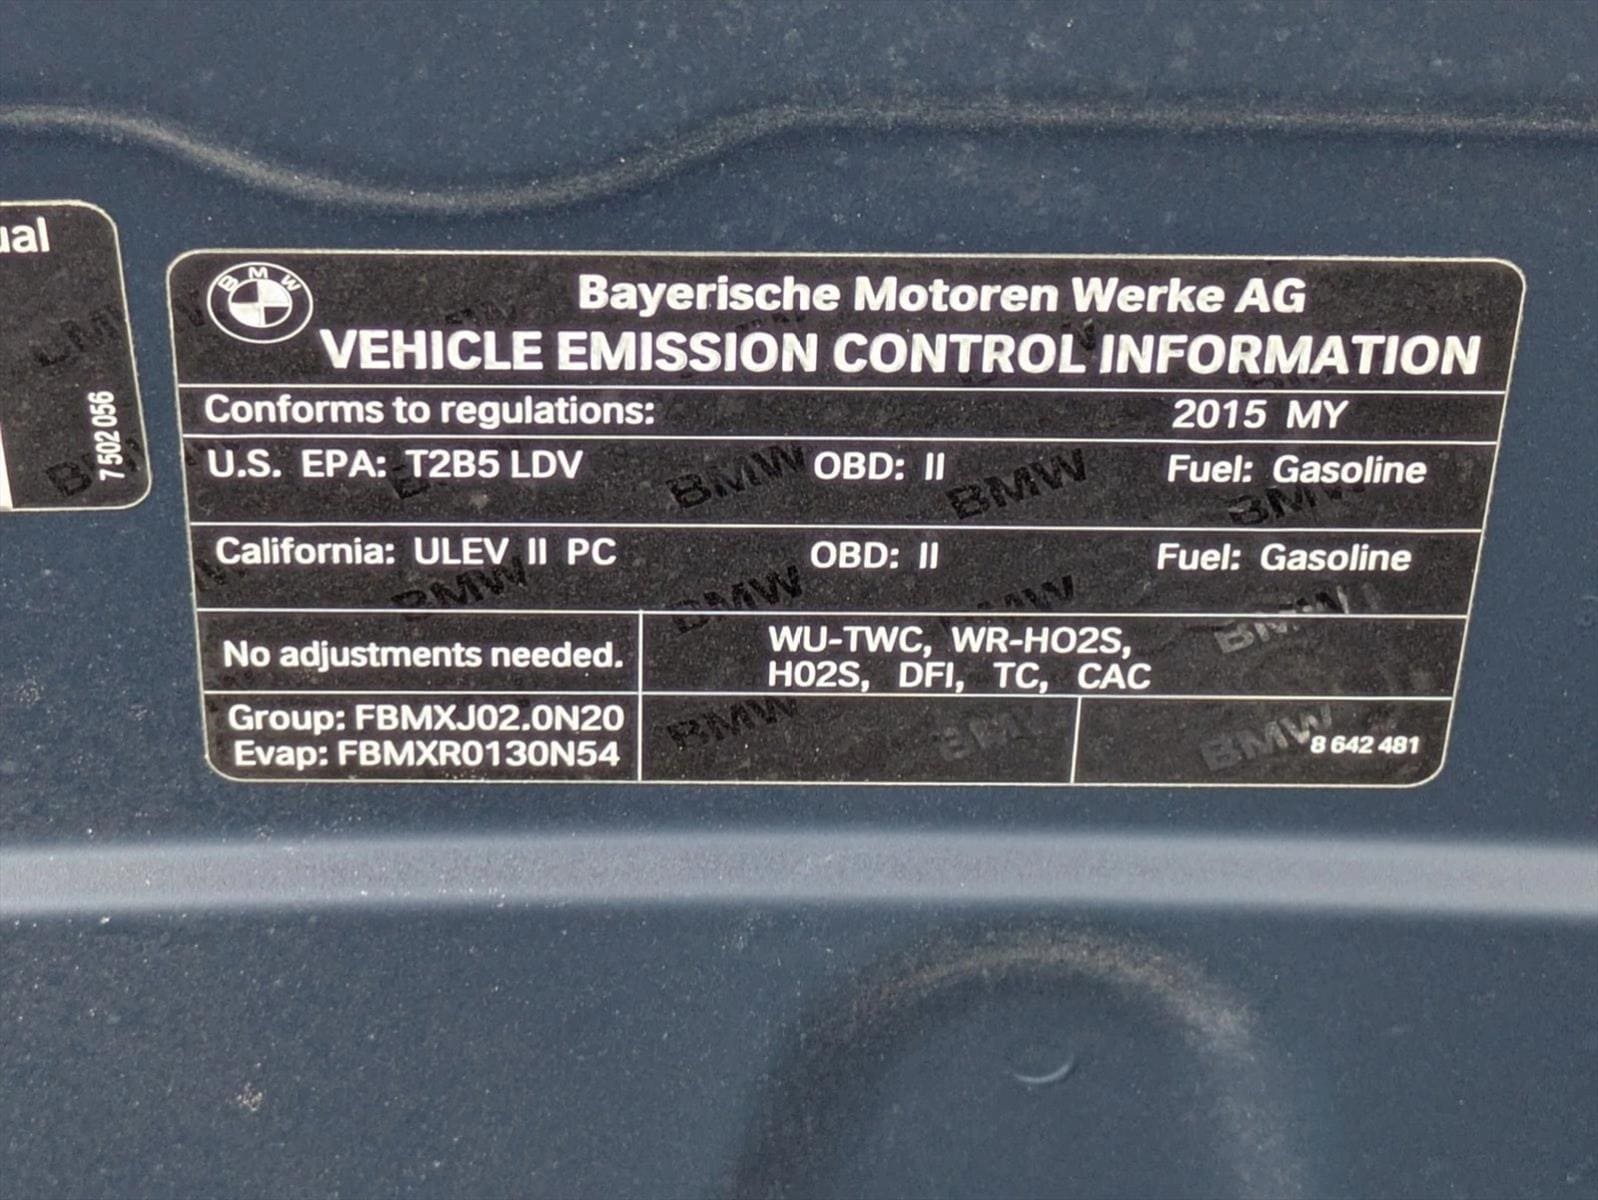 ual
7 502 056
BMW
Bayerische Motoren Werke AG
VEHICLE EMISSION CONTROL INFORMATION
Conforms to regulations: 2015 MY
U.S. EPA: T2B5 LDV OBD: II Fuel: Gasoline
California: ULEV II PC OBD: II Fuel: Gasoline
No adjustments needed. WU-TWC, WR-HO2S,
H02S, DFI, TC, CAC
Group: FBMXJ02.0N20
Evap: FBMXR0130N54
8 642 481